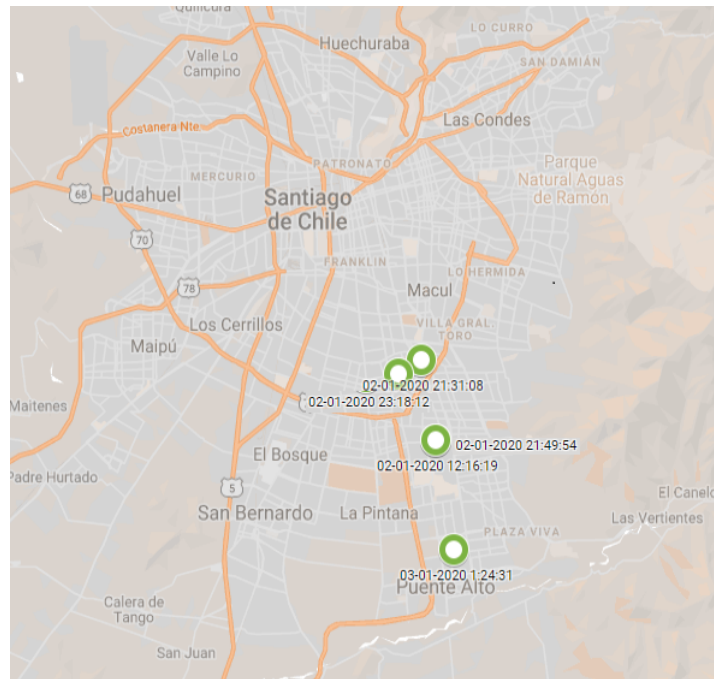 Quilicura
LO CURRO
Huechuraba
Valle Lo
Campino
SAN DAMIÁN
Las Condes
Costanera Nte
PATRONATO
Parque
Natural Aguas
de Ramón
MERCURIO
68
Pudahuel
Santiago
de Chile
70
FRANKLIN
LO HERMIDA
78
Macul
Los Cerrillos
VILLA GRAL.
TORO
Maipú
02-01-2020 21:31:08
Maitenes
02-01-2020 23:18:12
02-01-2020 21:49:54
El Bosque
02-01-2020 12:16:19
Padre Hurtado
5
El Canelo
San Bernardo
La Pintana
Las Vertientes
PLAZA VIVA
03-01-2020 1:24:31
Puente Alto
Calera de
Tango
San Juan